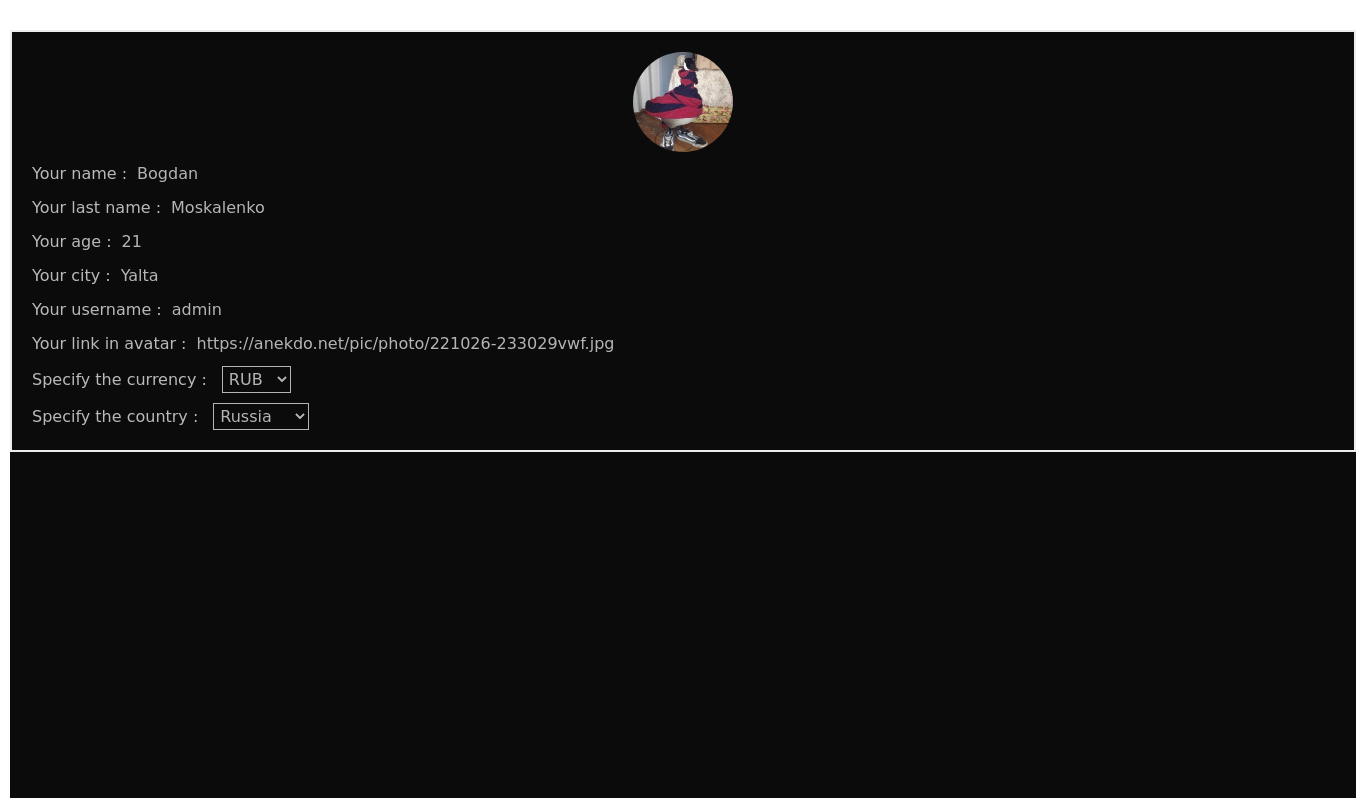 Your name : Bogdan
Your last name : Moskalenko
Your age : 21
Your city : Yalta
Your username : admin
Your link in avatar : https://anekdo.net/pic/photo/221026-233029vwf.jpg
Specify the currency : RUB
Specify the country : Russia